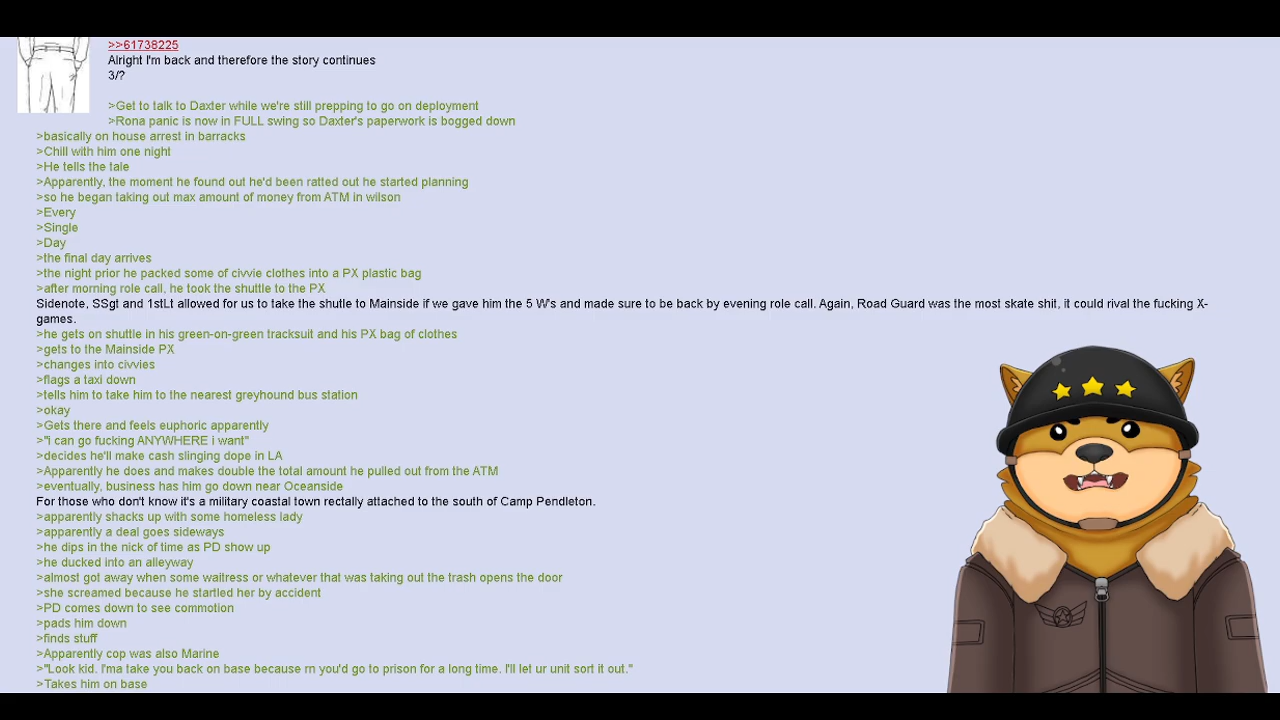 >>61738225
Alright I'm back and therefore the story continues
3/?
>Get to talk to Daxter while we're still prepping to go on deployment
>Rona panic is now in FULL swing so Daxter's paperwork is bogged down
>basically on house arrest in barracks
>Chill with him one night
>He tells the tale
>Apparently, the moment he found out he'd been ratted out he started planning
>so he began taking out max amount of money from ATM in wilson
>Every
>Single
>Day
>the final day arrives
>the night prior he packed some of civvie clothes into a PX plastic bag
>after morning role call, he took the shuttle to the PX
Sidenote, SSgt and 1stLt allowed for us to take the shutle to Mainside if we gave him the 5 W's and made sure to be back by evening role call. Again, Road Guard was the most skate shit, it could rival the fucking X-
games.
>he gets on shuttle in his green-on-green tracksuit and his PX bag of clothes
>gets to the Mainside PX
>changes into civvies
>flags a taxi down
>tells him to take him to the nearest greyhound bus station
>okay
>Gets there and feels euphoric apparently
>"i can go fucking ANYWHERE i want"
>decides he'll make cash slinging dope in LA
>Apparently he does and makes double the total amount he pulled out from the ATM
>eventually, business has him go down near Oceanside
For those who don't know it's a military coastal town rectally attached to the south of Camp Pendleton.
>apparently shacks up with some homeless lady
>apparently a deal goes sideways
>he dips in the nick of time as PD show up
>he ducked into an alleyway
>almost got away when some waitress or whatever that was taking out the trash opens the door
>she screamed because he startled her by accident
>PD comes down to see commotion
>pads him down
>finds stuff
>Apparently cop was also Marine
>"Look kid. I'ma take you back on base because rn you'd go to prison for a long time. I'll let ur unit sort it out."
>Takes him on base